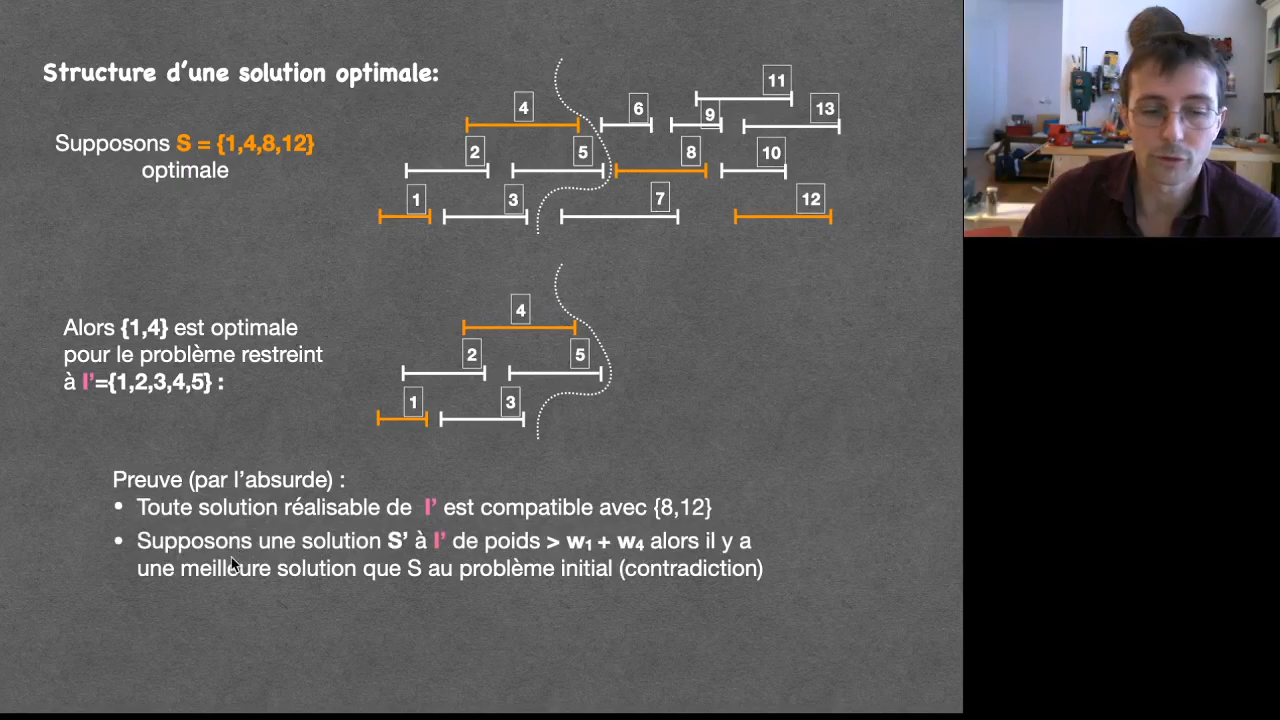 Structure d'une solution optimale:
Supposons S = {1,4,8,12}
optimale
11
4
6
9
13
2
5
8
10
1
3
7
12
Alors {1,4} est optimale
pour le problème restreint
à I'={1,2,3,4,5} :
4
2
5
1
3
Preuve (par l'absurde) :
• Toute solution réalisable de I' est compatible avec {8,12}
• Supposons une solution S' à I' de poids > w₁ + w₄ alors il y a
une meilleure solution que S au problème initial (contradiction)